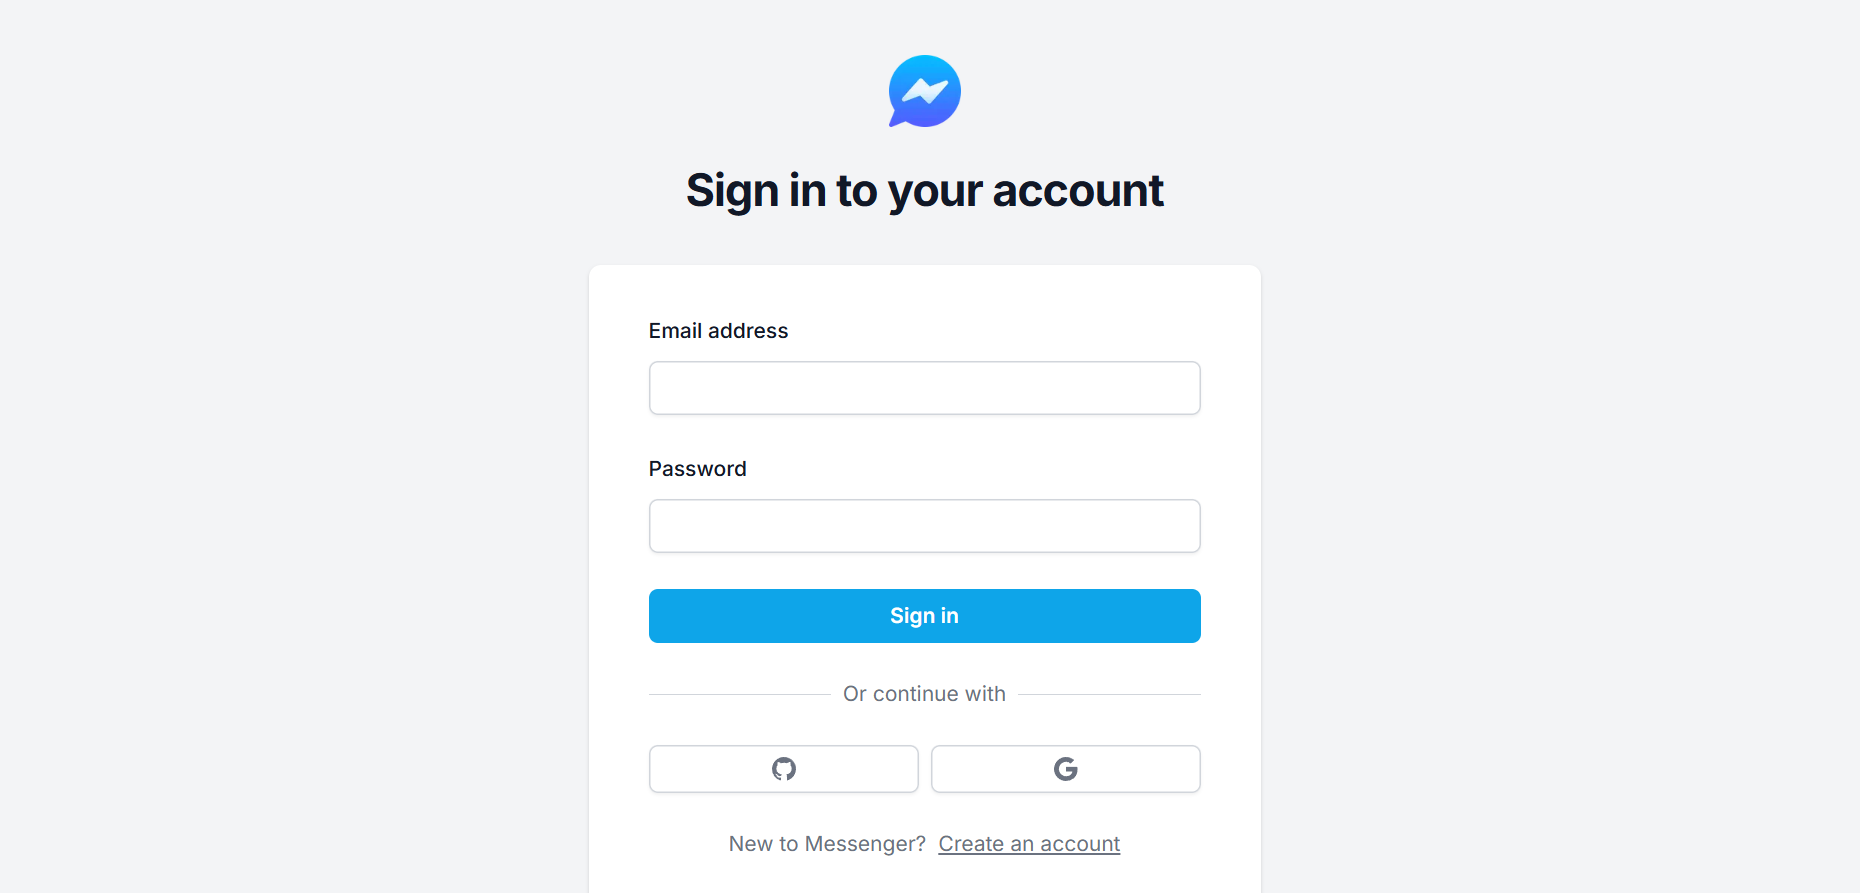 Sign in to your account
Email address
Password
Sign in
Or continue with
New to Messenger? Create an account